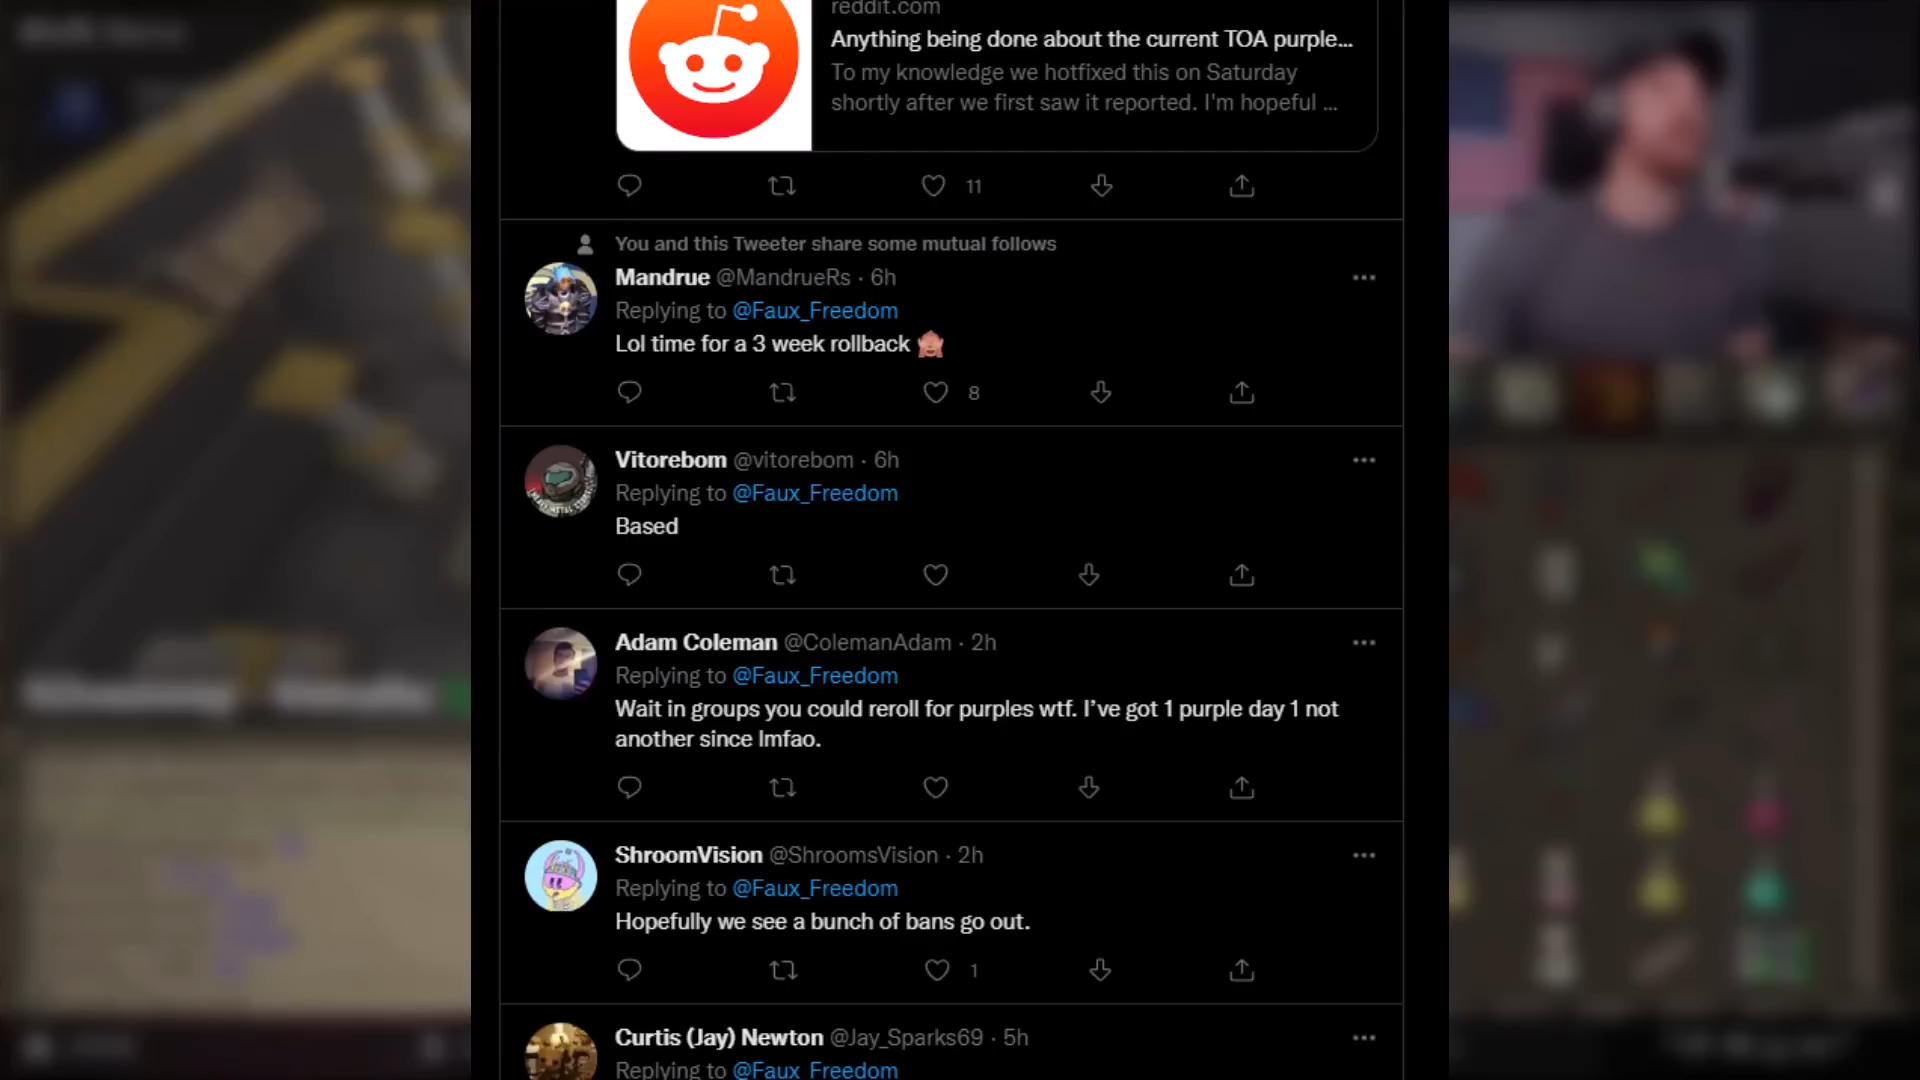 reddit.com
Anything being done about the current TOA purple...
To my knowledge we hotfixed this on Saturday
shortly after we first saw it reported. I'm hopeful ...
11
You and this Tweeter share some mutual follows
Mandrue @MandrueRs · 6h
Replying to @Faux_Freedom
Lol time for a 3 week rollback 🙈
8
Vitorebom @vitorebom · 6h
Replying to @Faux_Freedom
Based
Adam Coleman @ColemanAdam · 2h
Replying to @Faux_Freedom
Wait in groups you could reroll for purples wtf. I've got 1 purple day 1 not
another since lmfao.
ShroomVision @ShroomsVision · 2h
Replying to @Faux_Freedom
Hopefully we see a bunch of bans go out.
1
Curtis (Jay) Newton @Jay_Sparks69 · 5h
Replying to @Faux_Freedom